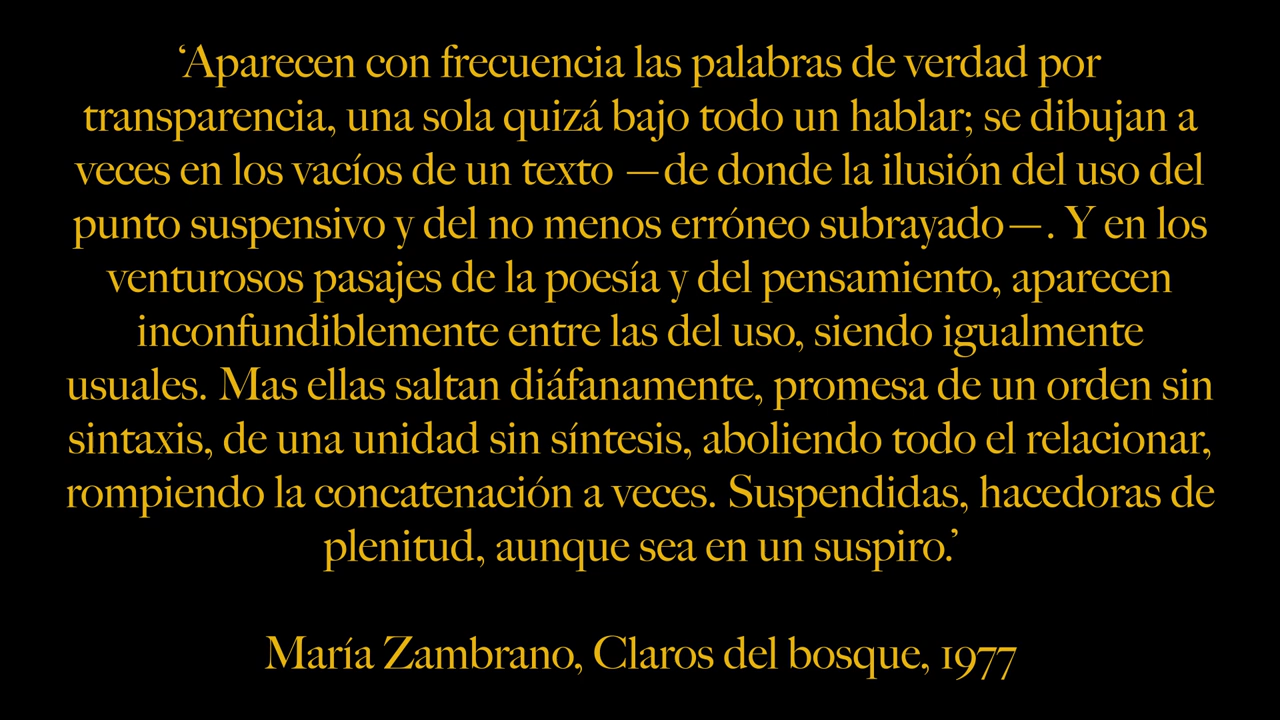 ‘Aparecen con frecuencia las palabras de verdad por
transparencia, una sola quizá bajo todo un hablar; se dibujan a
veces en los vacíos de un texto —de donde la ilusión del uso del
punto suspensivo y del no menos erróneo subrayado—. Y en los
venturosos pasajes de la poesía y del pensamiento, aparecen
inconfundiblemente entre las del uso, siendo igualmente
usuales. Mas ellas saltan diáfanamente, promesa de un orden sin
sintaxis, de una unidad sin síntesis, aboliendo todo el relacionar,
rompiendo la concatenación a veces. Suspendidas, hacedoras de
plenitud, aunque sea en un suspiro.’
María Zambrano, Claros del bosque, 1977